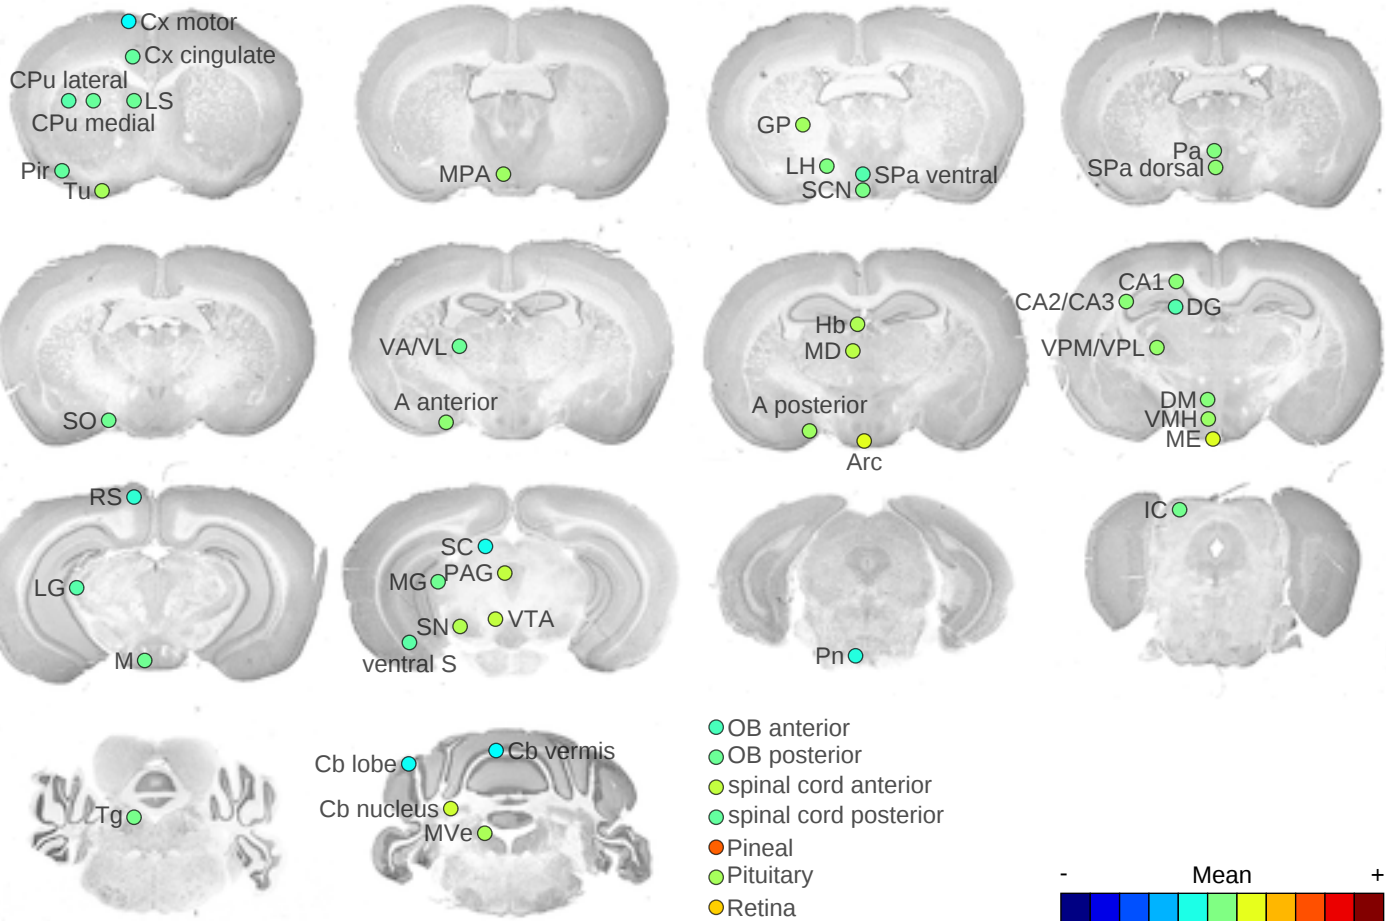 Cx motor
Cx cingulate
CPu lateral
LS
CPu medial
Pir
Tu
MPA
GP
LH
SPa ventral
SCN
Pa
SPa dorsal
SO
VA/VL
A anterior
Hb
MD
A posterior
Arc
CA1
CA2/CA3
DG
VPM/VPL
DM
VMH
ME
RS
LG
M
SC
PAG
MG
SN
VTA
ventral S
Pn
IC
Tg
Cb lobe
Cb vermis
Cb nucleus
MVe
OB anterior
OB posterior
spinal cord anterior
spinal cord posterior
Pineal
Pituitary
Retina
- Mean +